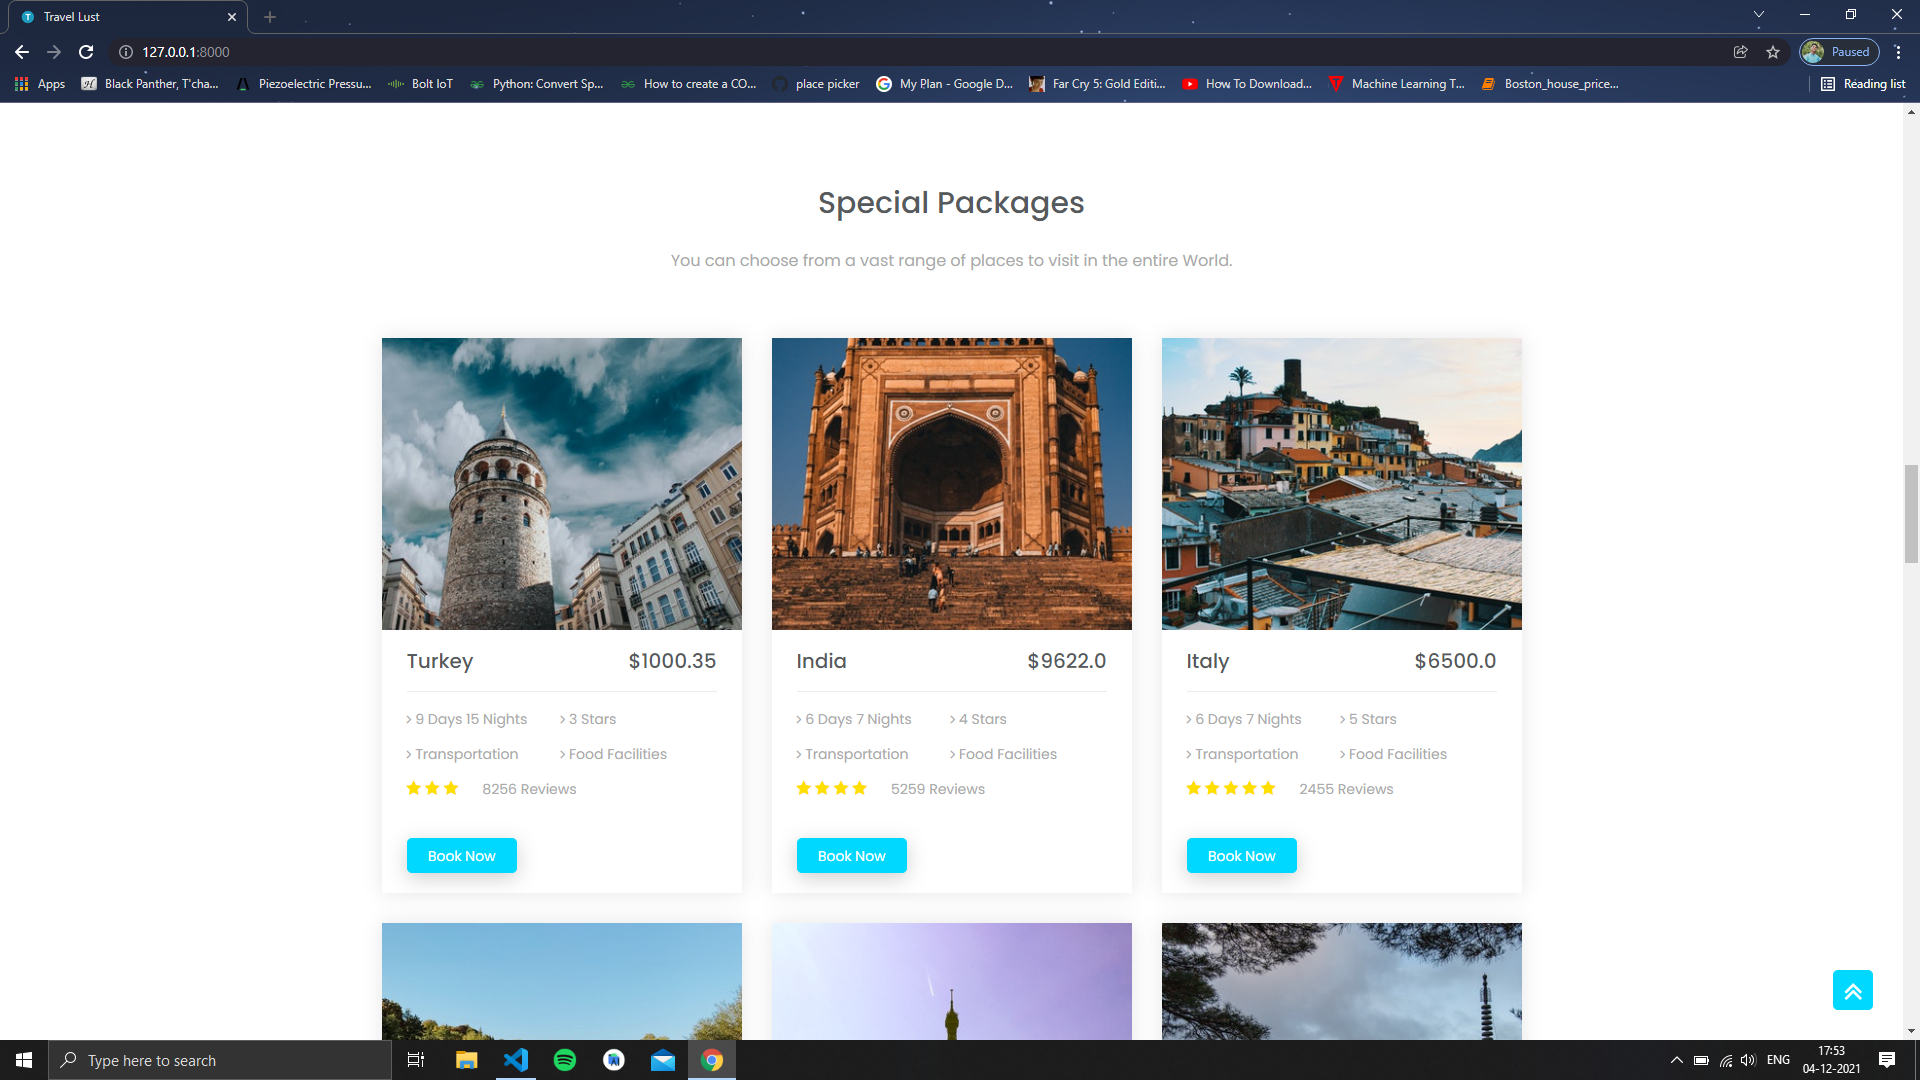 Travel Lust
127.0.0.1:8000
Paused
Apps
Black Panther, T'cha...
Piezoelectric Pressu...
Bolt IoT
Python: Convert Sp...
How to create a CO...
place picker
My Plan - Google D...
Far Cry 5: Gold Editi...
How To Download...
Machine Learning T...
Boston_house_price...
Reading list
Special Packages
You can choose from a vast range of places to visit in the entire World.
Turkey $1000.35
9 Days 15 Nights 3 Stars
Transportation Food Facilities
8256 Reviews
Book Now
India $9622.0
6 Days 7 Nights 4 Stars
Transportation Food Facilities
5259 Reviews
Book Now
Italy $6500.0
6 Days 7 Nights 5 Stars
Transportation Food Facilities
2455 Reviews
Book Now
Type here to search
ENG
17:53
04-12-2021